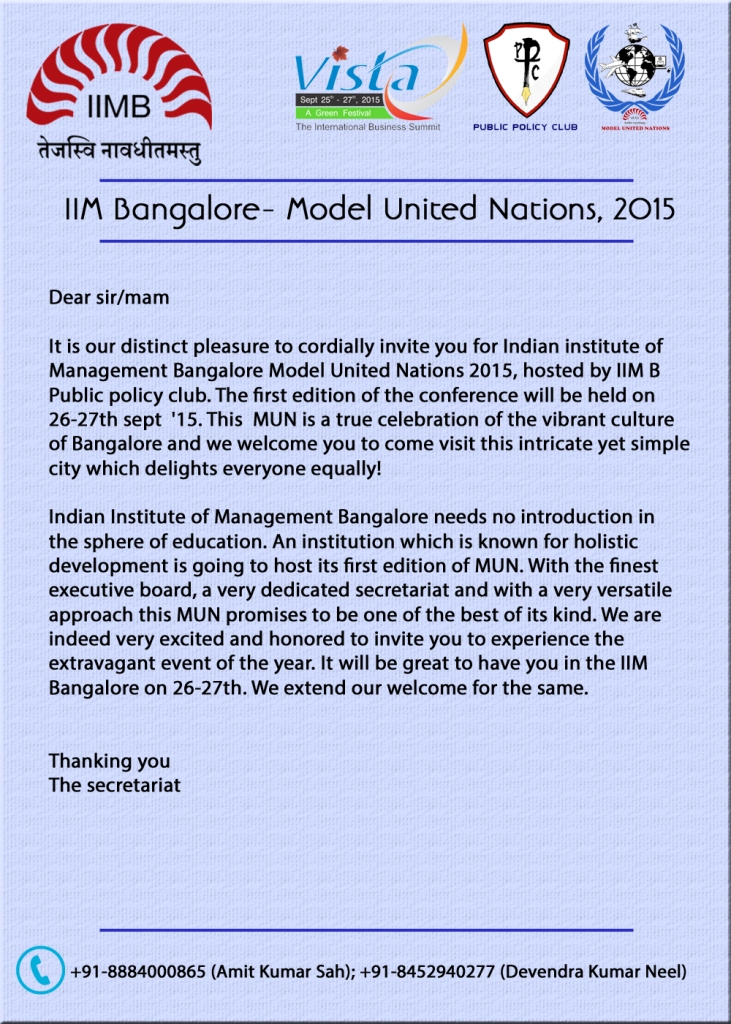 IIMB
तेजस्वि नावधीतमस्तु
Vista
Sept 25th - 27th, 2015
A Green Festival
The International Business Summit
PPC
PUBLIC POLICY CLUB
MODEL UNITED NATIONS
IIM Bangalore- Model United Nations, 2015
Dear sir/mam
It is our distinct pleasure to cordially invite you for Indian institute of
Management Bangalore Model United Nations 2015, hosted by IIM B
Public policy club. The first edition of the conference will be held on
26-27th sept '15. This MUN is a true celebration of the vibrant culture
of Bangalore and we welcome you to come visit this intricate yet simple
city which delights everyone equally!
Indian Institute of Management Bangalore needs no introduction in
the sphere of education. An institution which is known for holistic
development is going to host its first edition of MUN. With the finest
executive board, a very dedicated secretariat and with a very versatile
approach this MUN promises to be one of the best of its kind. We are
indeed very excited and honored to invite you to experience the
extravagant event of the year. It will be great to have you in the IIM
Bangalore on 26-27th. We extend our welcome for the same.
Thanking you
The secretariat
+91-8884000865 (Amit Kumar Sah); +91-8452940277 (Devendra Kumar Neel)